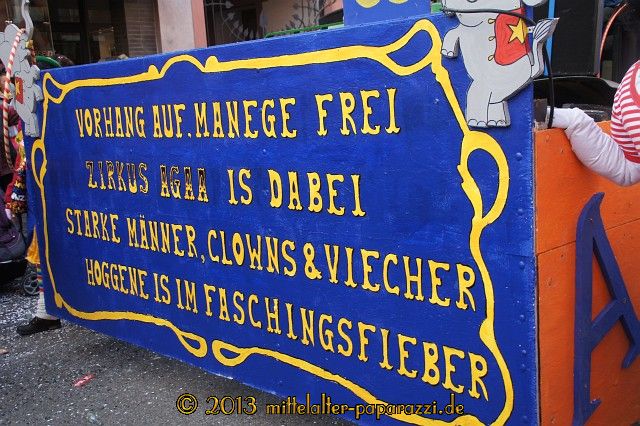 VORHANG AUF, MANEGE FREI
ZIRKUS AGAA IS DABEI
STARKE MÄNNER, CLOWNS & VIECHER
HOGGENE IS IM FASCHINGSFIEBER
A
© 2013 mittelalter-paparazzi.de